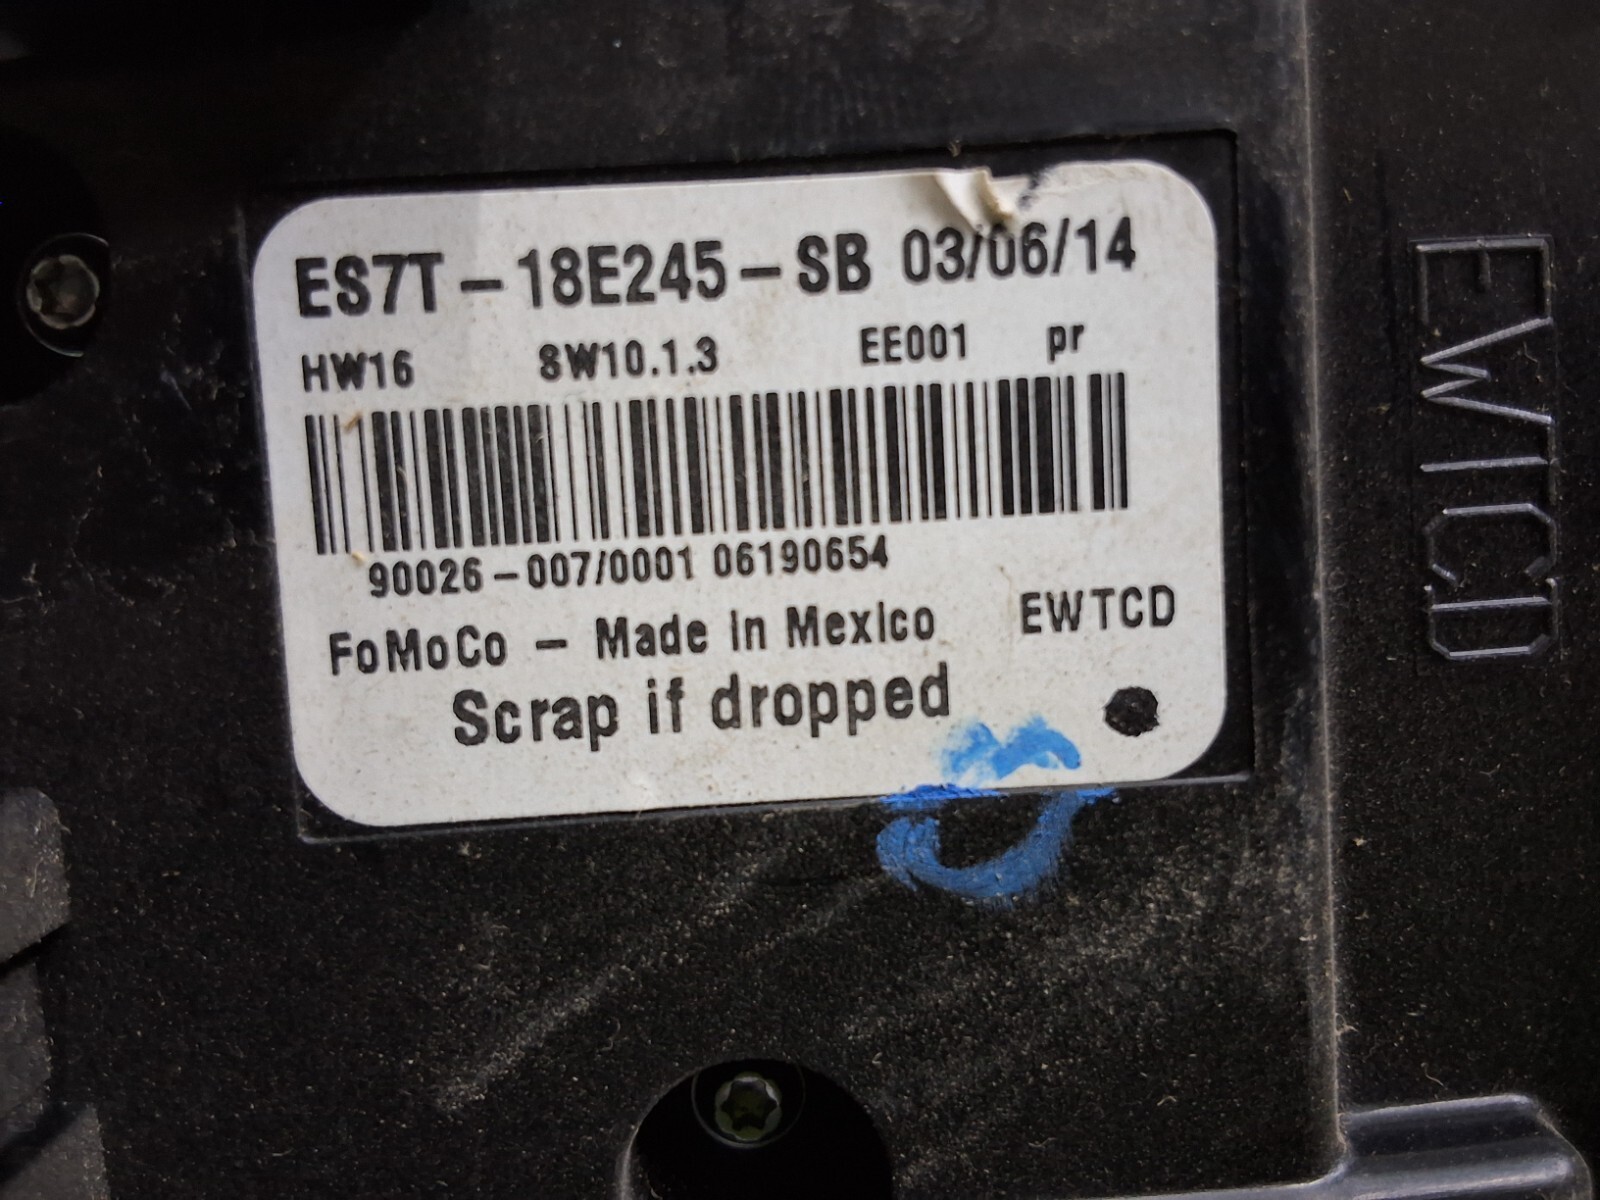 ES7T-18E245-SB 03/06/14
HW16 SW10.1.3 EE001 pr
90026-007/0001 06190654
FoMoCo - Made in Mexico EWTCD
Scrap if dropped
EWTCD